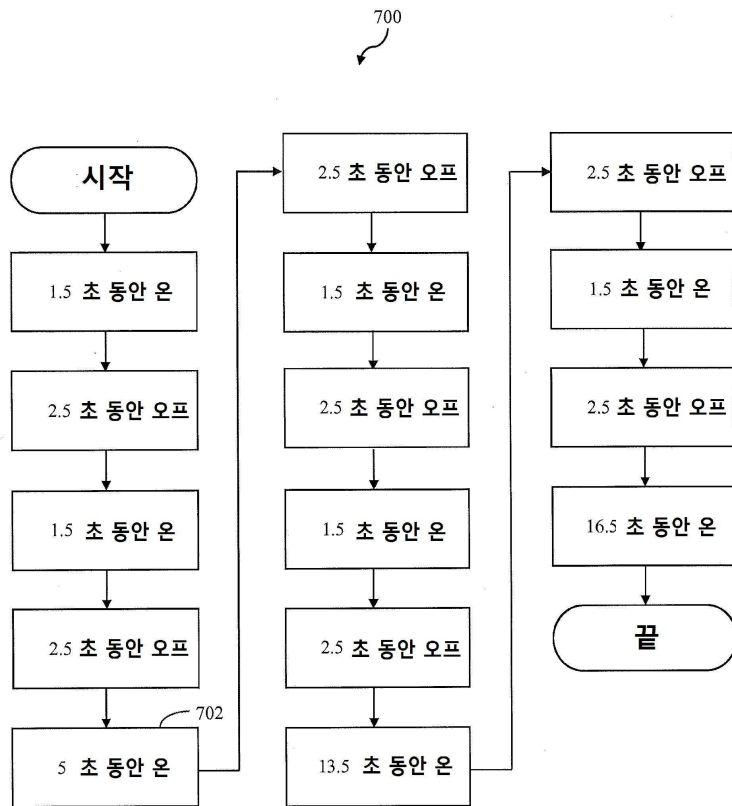 700
시작
1.5 초 동안 온
2.5 초 동안 오프
1.5 초 동안 온
2.5 초 동안 오프
702
5 초 동안 온
2.5 초 동안 오프
1.5 초 동안 온
2.5 초 동안 오프
1.5 초 동안 온
2.5 초 동안 오프
13.5 초 동안 온
2.5 초 동안 오프
1.5 초 동안 온
2.5 초 동안 오프
16.5 초 동안 온
끝